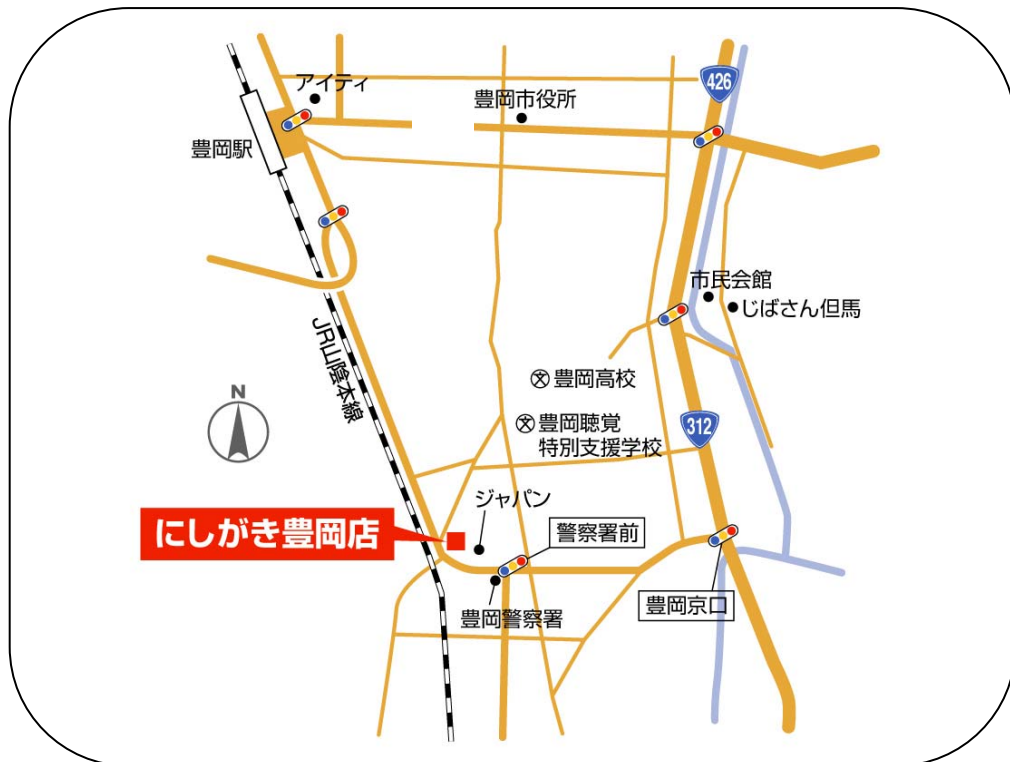 アイティ
426
豊岡市役所
豊岡駅
市民会館
じばさん但馬
JR山陰本線
豊岡高校
N
豊岡聴覚
特別支援学校
312
ジャパン
にしがき豊岡店
警察署前
豊岡警察署
豊岡京口